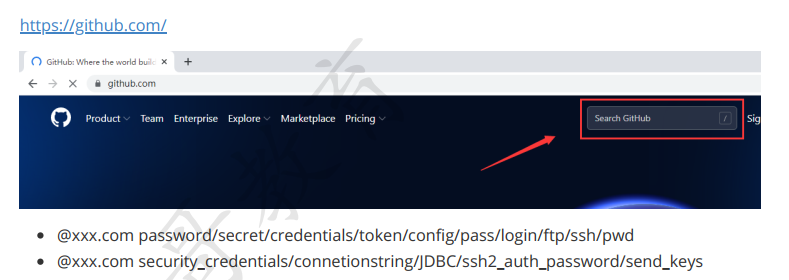 https://github.com/
GitHub: Where the world build
github.com
Product Team Enterprise Explore Marketplace Pricing Search GitHub / Sig
@xxx.com password/secret/credentials/token/config/pass/login/ftp/ssh/pwd
@xxx.com security_credentials/connetionstring/JDBC/ssh2_auth_password/send_keys